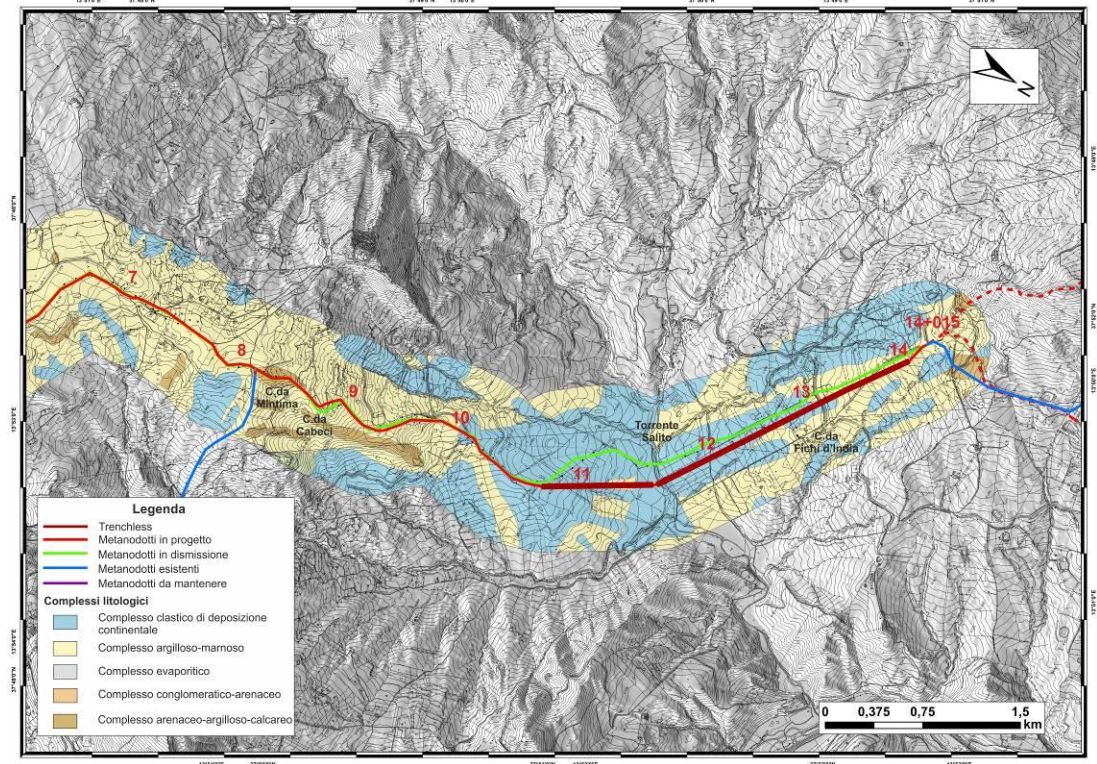 N
7
8
9
10
11
12
13
14
14+015
C.da
Mintima
C.da
Cabeci
Torrente
Salito
C.da
Fichi d'India
Legenda
Trenchless
Metanodotti in progetto
Metanodotti in dismissione
Metanodotti esistenti
Metanodotti da mantenere
Complessi litologici
Complesso clastico di deposizione
continentale
Complesso argilloso-marnoso
Complesso evaporitico
Complesso conglomeratico-arenaceo
Complesso arenaceo-argilloso-calcareo
0 0,375 0,75 1,5
km